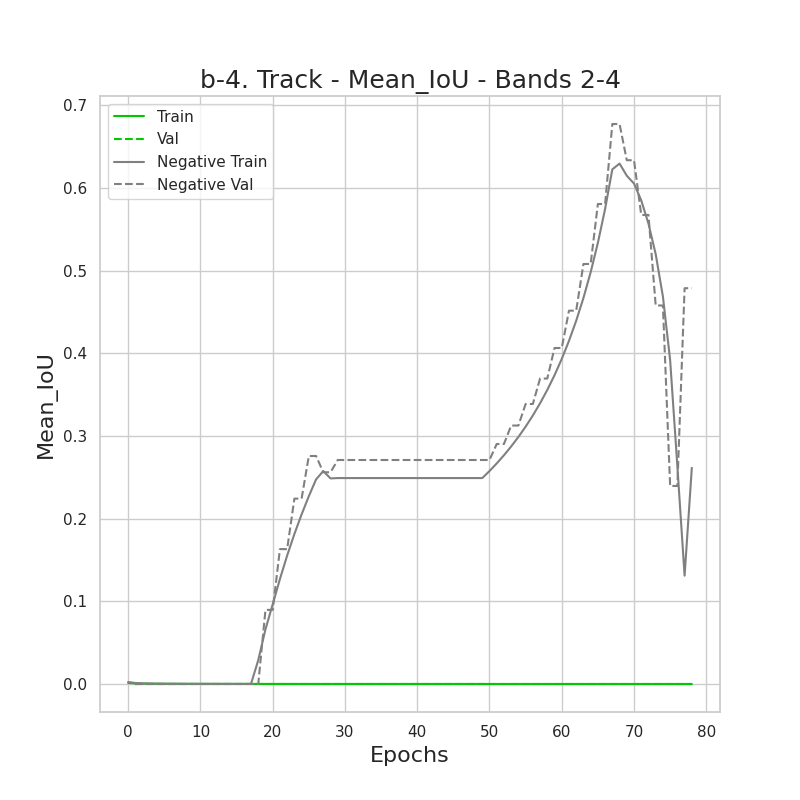 b-4. Track - Mean_IoU - Bands 2-4
Train
Val
Negative Train
Negative Val
Mean_IoU
0.7
0.6
0.5
0.4
0.3
0.2
0.1
0.0
0 10 20 30 40 50 60 70 80
Epochs